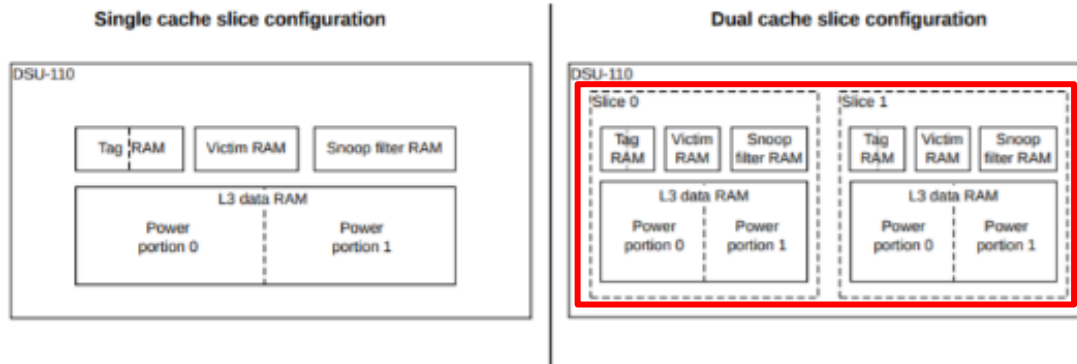 Single cache slice configuration
Dual cache slice configuration
DSU-110
Tag RAM
Victim RAM
Snoop filter RAM
L3 data RAM
Power
portion 0
Power
portion 1
DSU-110
Slice 0
Tag
RAM
Victim
RAM
Snoop
filter RAM
L3 data RAM
Power
portion 0
Power
portion 1
Slice 1
Tag
RAM
Victim
RAM
Snoop
filter RAM
L3 data RAM
Power
portion 0
Power
portion 1